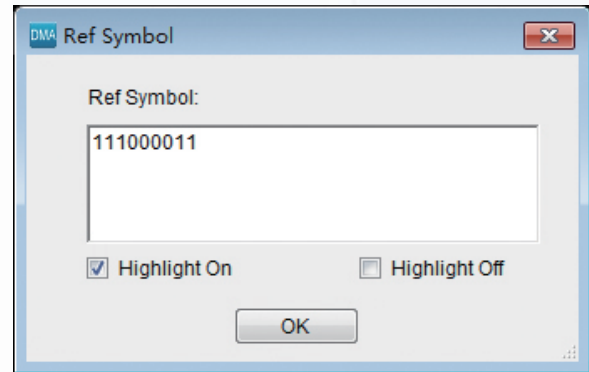 DMA Ref Symbol
Ref Symbol:
111000011
Highlight On Highlight Off
OK